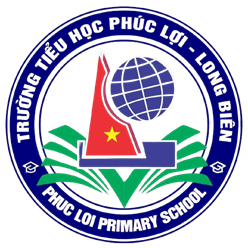 TRƯỜNG TIỂU HỌC PHÚC LỢI - LONG BIÊN
PHUC LOI PRIMARY SCHOOL